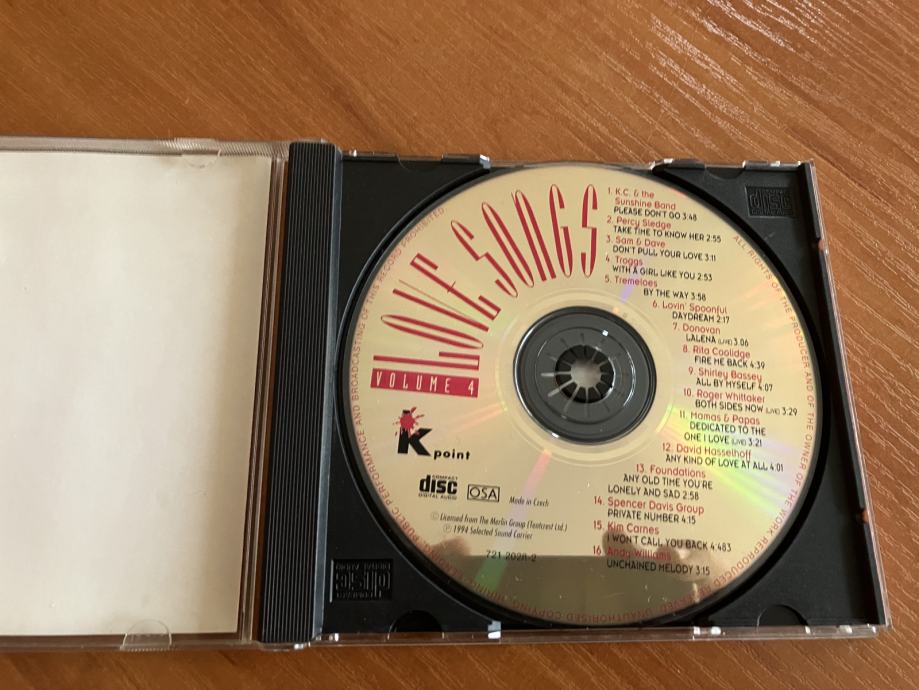 LOVE SONGS
VOLUME 4
K point
COMPACT
disc
DIGITAL AUDIO
OSA
Made in Czech
Ⓒ Licensed from The Merlin Group (Tentcrest Ltd.)
Ⓟ 1994 Selected Sound Carrier
721 202R-2
1. K.C. & the
Sunshine Band
PLEASE DON'T GO 3:48
2. Percy Sledge
TAKE TIME TO KNOW HER 2:55
3. Sam & Dave
DON'T PULL YOUR LOVE 3:11
4. Troggs
WITH A GIRL LIKE YOU 2:53
5. Tremeloes
BY THE WAY 3:58
6. Lovin' Spoonful
DAYDREAM 2:17
7. Donovan
LALENA (LIVE) 3.06
8. Rita Coolidge
FIRE ME BACK 4:39
9. Shirley Bassey
ALL BY MYSELF 4:07
10. Roger Whittaker
BOTH SIDES NOW (LIVE) 3:29
11. Mamas & Papas
DEDICATED TO THE
ONE I LOVE (LIVE) 3:21
12. David Hasselhoff
ANY KIND OF LOVE AT ALL 4 01
13. Foundations
ANY OLD TIME YOU'RE
LONELY AND SAD 2:58
14. Spencer Davis Group
PRIVATE NUMBER 4:15
15. Kim Carnes
I WON'T CALL YOU BACK 4:483
16 Andy Williams
UNCHAINED MELODY 3:15
ALL RIGHTS OF THE PRODUCER AND OF THE OWNER OF THE WORK REPRODUCED RESERVED UNAUTHORISED COPYING PUBLIC PERFORMANCE AND BROADCASTING OF THIS RECORD PROHIBITED
COMPACT
disc
DIGITAL AUDIO